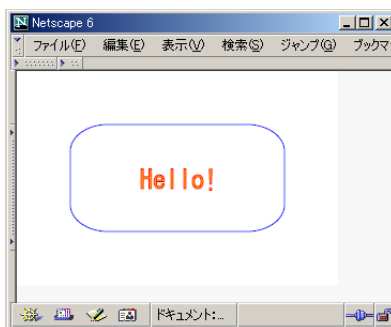 Netscape 6
ファイル(F) 編集(E) 表示(V) 検索(S) ジャンプ(G) ブックマ
Hello!
ドキュメント:...